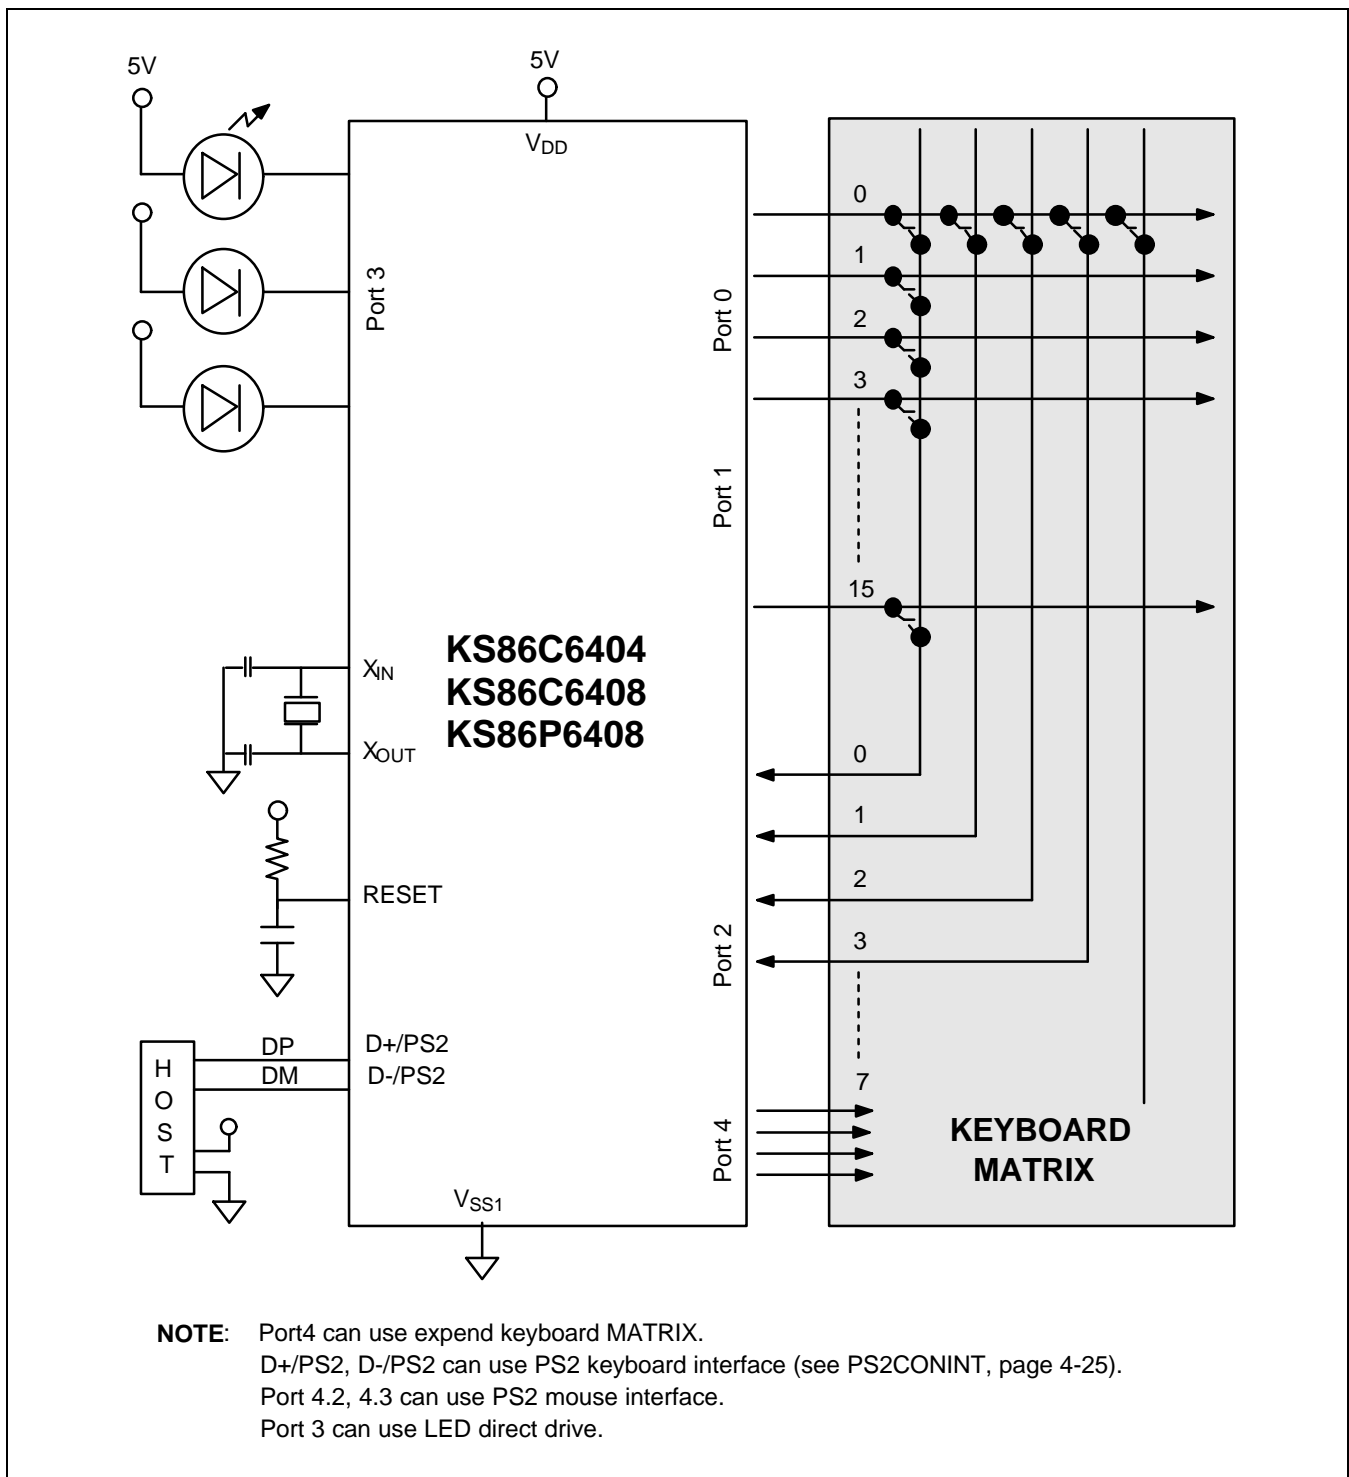 5V
5V
VDD
Port 3
Port 0
Port 1
0
1
2
3
15
KS86C6404
KS86C6408
KS86P6408
XIN
XOUT
RESET
0
1
2
3
7
Port 2
Port 4
HOST
DP
DM
D+/PS2
D-/PS2
VSS1
KEYBOARD
MATRIX
NOTE: Port4 can use expend keyboard MATRIX.
D+/PS2, D-/PS2 can use PS2 keyboard interface (see PS2CONINT, page 4-25).
Port 4.2, 4.3 can use PS2 mouse interface.
Port 3 can use LED direct drive.